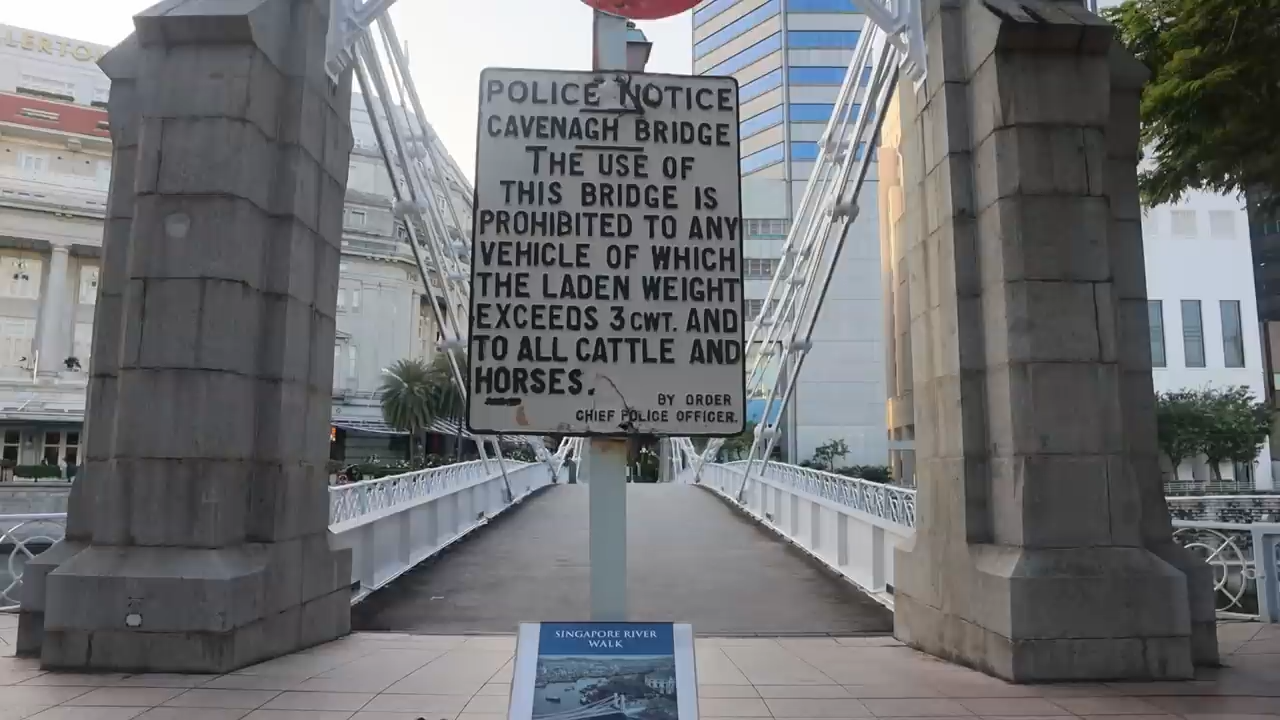 LERTON
POLICE NOTICE
CAVENAGH BRIDGE
THE USE OF
THIS BRIDGE IS
PROHIBITED TO ANY
VEHICLE OF WHICH
THE LADEN WEIGHT
EXCEEDS 3 CWT. AND
TO ALL CATTLE AND
HORSES.
BY ORDER
CHIEF POLICE OFFICER.
SINGAPORE RIVER
WALK